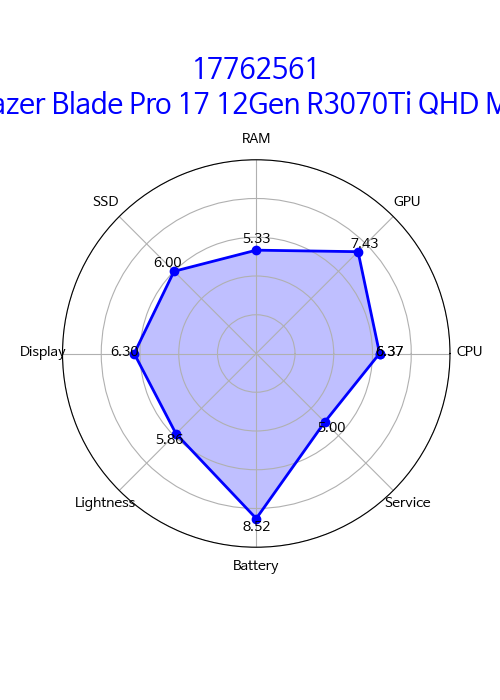 17762561
azer Blade Pro 17 12Gen R3070Ti QHD M
RAM
SSD
GPU
5.33
7.43
6.00
Display
6.30
6.37
CPU
5.86
5.00
Lightness
Service
8.52
Battery